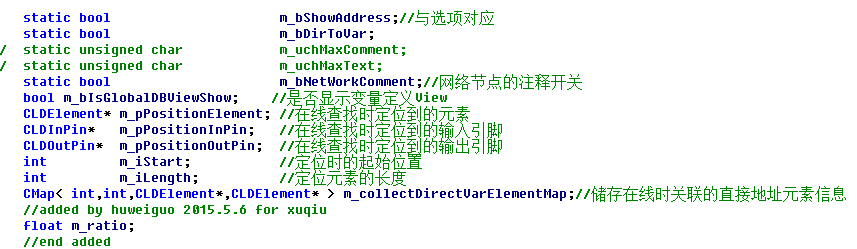 static bool m_bShowAddress;//与选项对应
static bool m_bDirToVar;
/ static unsigned char m_uchMaxComment;
/ static unsigned char m_uchMaxText;
static bool m_bNetWorkComment;//网络节点的注释开关
bool m_bIsGlobalDBViewShow; //是否显示变量定义View
CLDElement* m_pPositionElement; //在线查找时定位到的元素
CLDInPin* m_pPositionInPin; //在线查找时定位到的输入引脚
CLDOutPin* m_pPositionOutPin; //在线查找时定位到的输出引脚
int m_iStart; //定位时的起始位置
int m_iLength; //定位元素的长度
CMap< int,int,CLDElement*,CLDElement* > m_collectDirectVarElementMap;//储存在线时关联的直接地址元素信息
//added by huweiguo 2015.5.6 for xuqiu
float m_ratio;
//end added